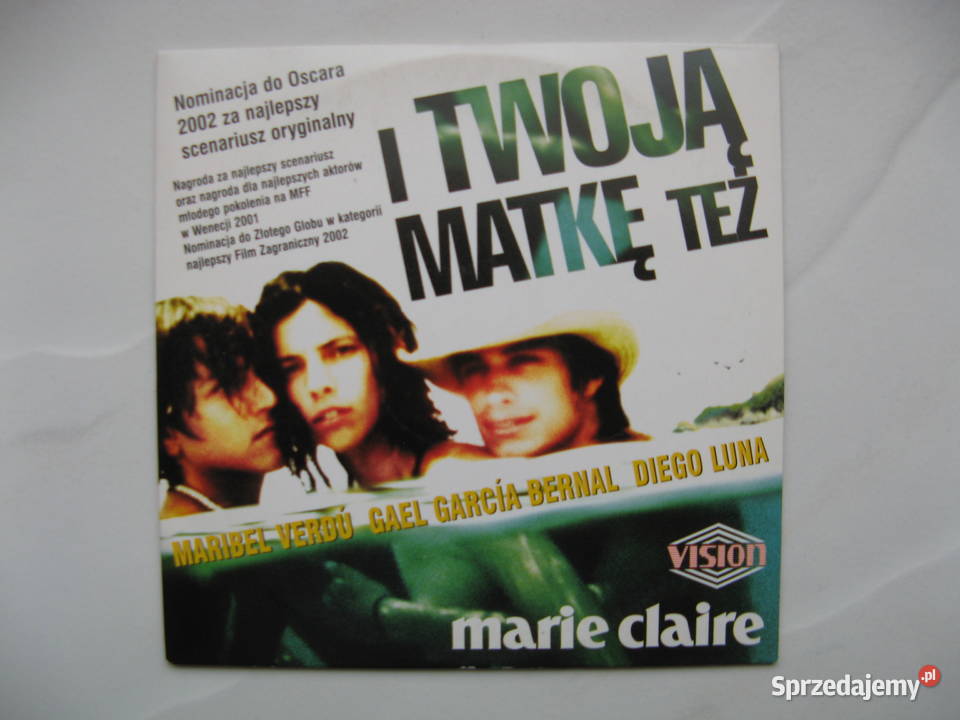 Nominacja do Oscara
2002 za najlepszy
scenariusz oryginalny
Nagroda za najlepszy scenariusz
oraz nagroda dla najlepszych aktorów
młodego pokolenia na MFF
w Wenecji 2001
Nominacja do Złotego Globu w kategorii
najlepszy Film Zagraniczny 2002
I TWOJĄ
MATKĘ TEŻ
MARIBEL VERDÚ GAEL GARCÍA BERNAL DIEGO LUNA
VISION
marie claire
Sprzedajemy.pl